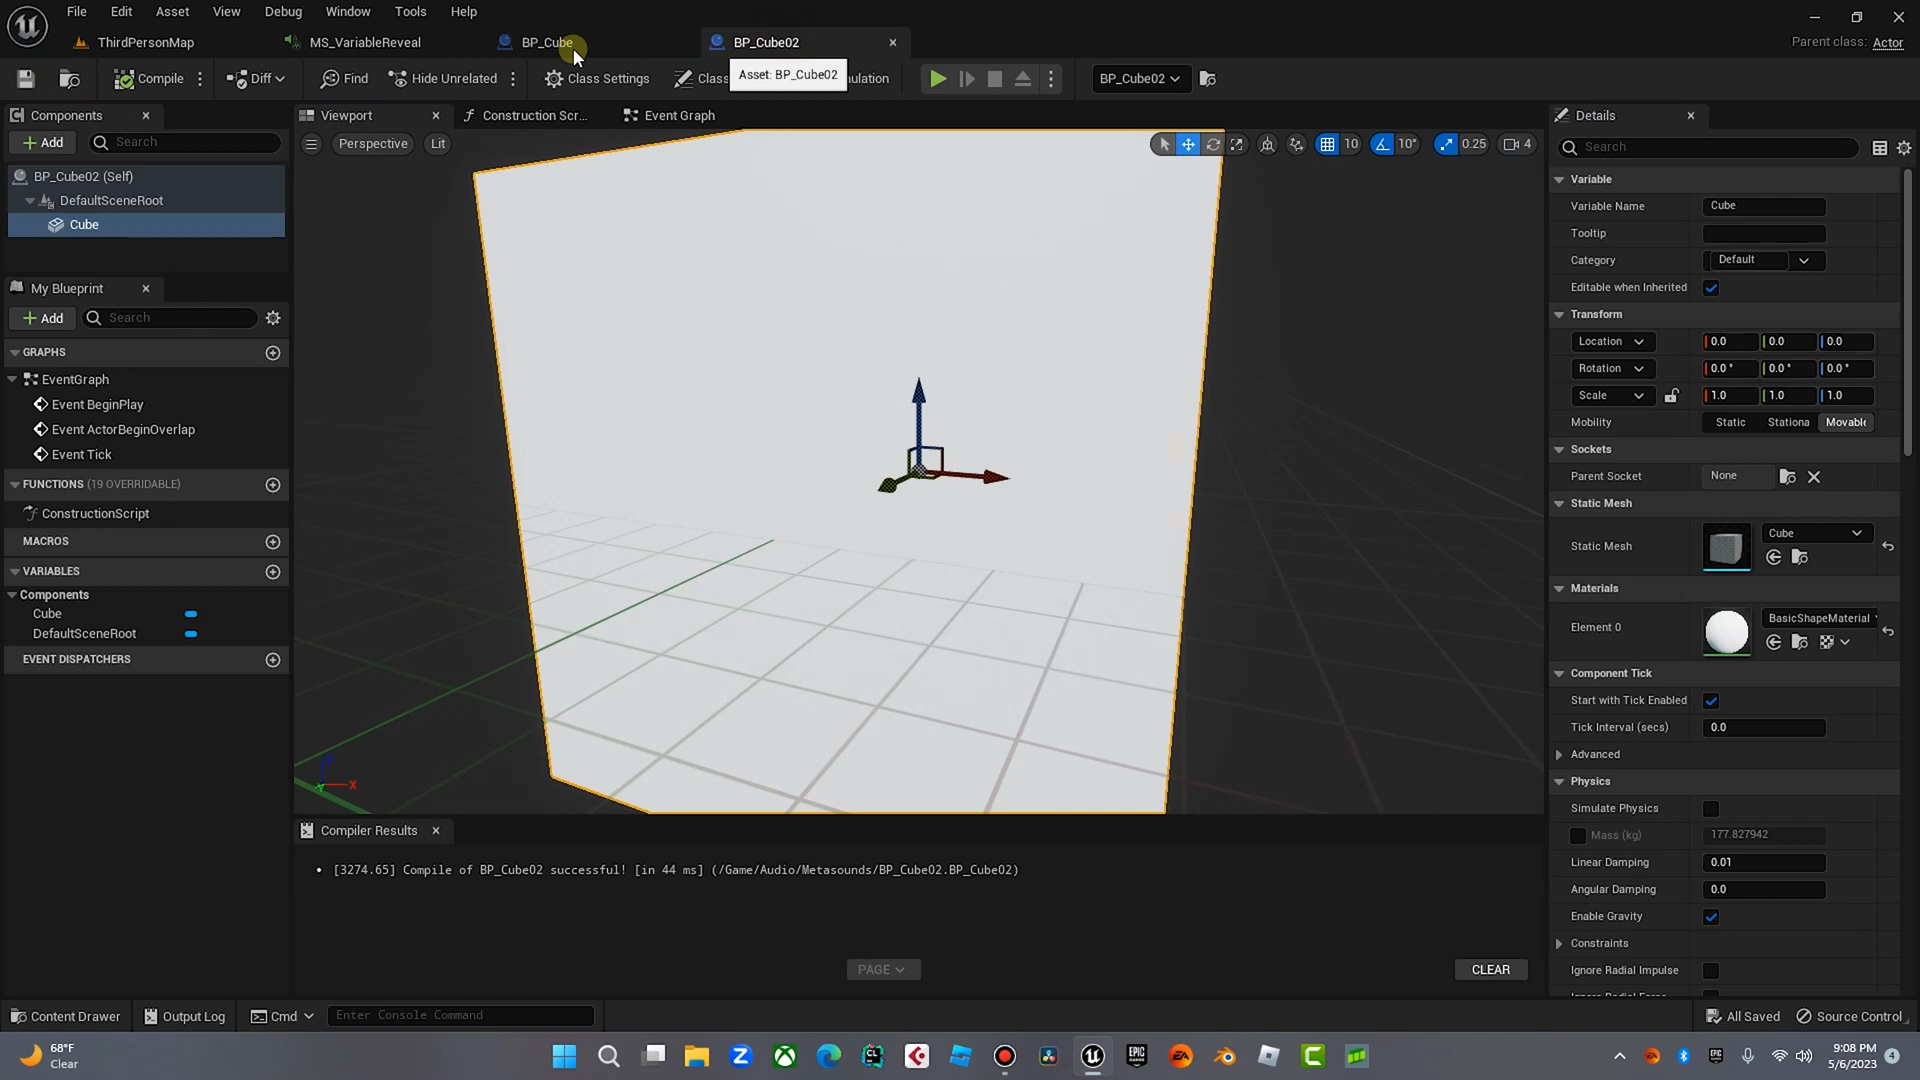 File Edit Asset View Debug Window Tools Help
ThirdPersonMap MS_VariableReveal BP_Cube BP_Cube02
Parent class: Actor
Compile Diff Find Hide Unrelated Class Settings Class ulation BP_Cube02
Asset: BP_Cube02
Components
Add Search
BP_Cube02 (Self)
DefaultSceneRoot
Cube
My Blueprint
Add Search
GRAPHS
EventGraph
Event BeginPlay
Event ActorBeginOverlap
Event Tick
FUNCTIONS (19 OVERRIDABLE)
ConstructionScript
MACROS
VARIABLES
Components
Cube
DefaultSceneRoot
EVENT DISPATCHERS
Viewport Construction Scr... Event Graph
Perspective Lit 10 10° 0.25 4
Z
X
Y
Compiler Results
[3274.65] Compile of BP_Cube02 successful! [in 44 ms] (/Game/Audio/Metasounds/BP_Cube02.BP_Cube02)
PAGE CLEAR
Details
Search
Variable
Variable Name Cube
Tooltip
Category Default
Editable when Inherited
Transform
Location 0.0 0.0 0.0
Rotation 0.0° 0.0° 0.0°
Scale 1.0 1.0 1.0
Mobility Static Stationa Movable
Sockets
Parent Socket None
Static Mesh
Static Mesh Cube
Materials
Element 0 BasicShapeMaterial
Component Tick
Start with Tick Enabled
Tick Interval (secs) 0.0
Advanced
Physics
Simulate Physics
Mass (kg) 177.827942
Linear Damping 0.01
Angular Damping 0.0
Enable Gravity
Constraints
Ignore Radial Impulse
Ignore Radial Force
Content Drawer Output Log Cmd Enter Console Command All Saved Source Control
68°F
Clear
9:08 PM
5/6/2023
4